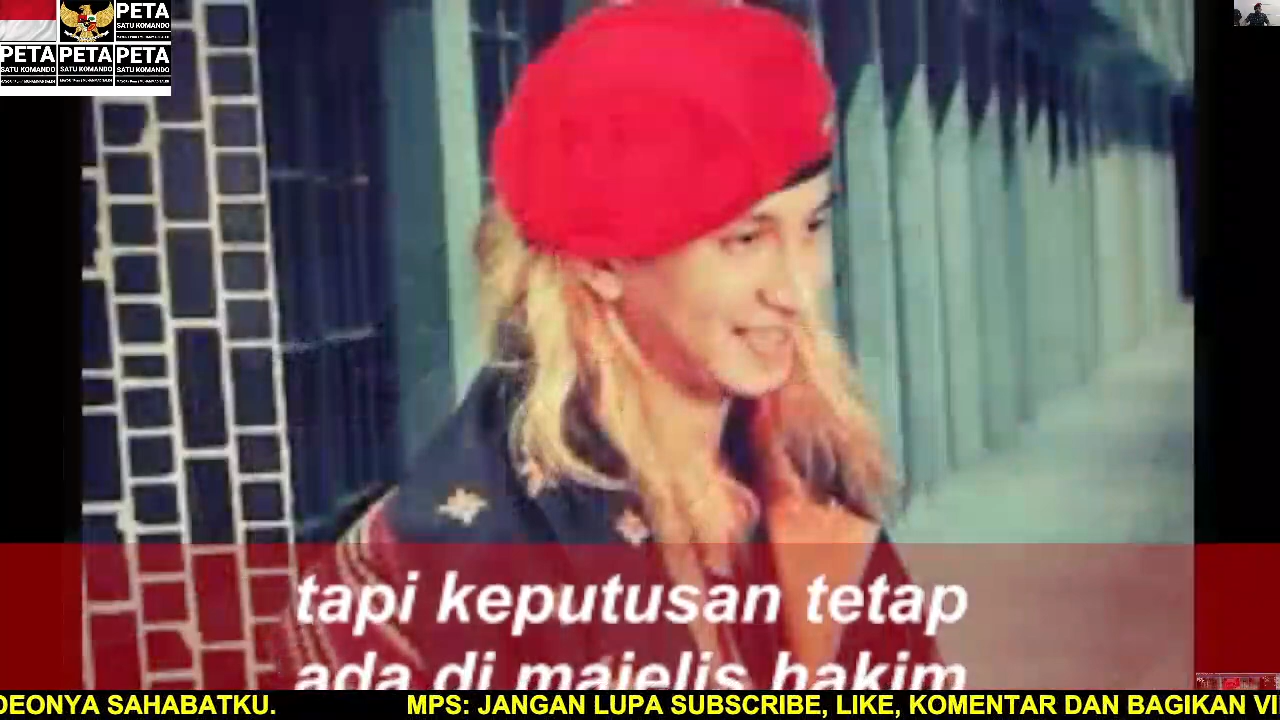 PETA
SATU KOMANDO
PETA PETA PETA
SATU KOMANDO SATU KOMANDO SATU KOMANDO
tapi keputusan tetap
ada di majelis hakim
DEONYA SAHABATKU. MPS: JANGAN LUPA SUBSCRIBE, LIKE, KOMENTAR DAN BAGIKAN VI